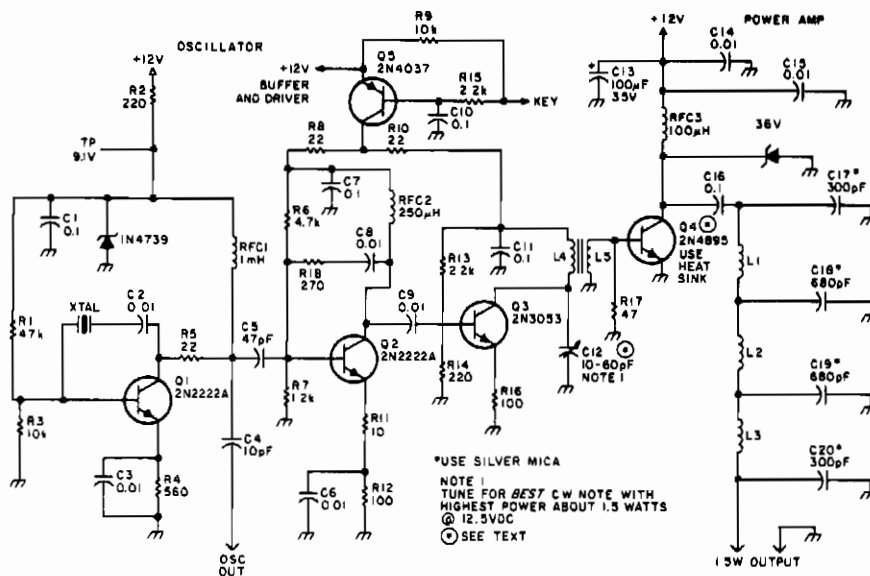 OSCILLATOR
POWER AMP
+12V
R2
220
TP
9.1V
C1
0.1
1N4739
RFC1
1mH
R1
47k
XTAL
C2
0.01
R5
22
C5
47pF
Q1
2N2222A
R3
10k
C3
0.01
R4
560
C4
10pF
OSC
OUT
R9
10k
Q5
2N4037
+12V
BUFFER
AND DRIVER
R15
2.2k
KEY
C10
0.1
R8
22
R10
22
C7
0.1
RFC2
250μH
R6
4.7k
C8
0.01
R18
270
C9
0.01
Q2
2N2222A
R7
1.2k
R11
10
C6
0.01
R12
100
R13
2.2k
C11
0.1
L4
L5
Q3
2N3053
R14
220
R16
100
C12
10-60pF
NOTE 1
R17
47
+12V
C14
0.01
C13
100μF
35V
C15
0.01
RFC3
100μH
36V
C16
0.1
C17*
300pF
Q4
2N4895
USE
HEAT
SINK
L1
C18*
680pF
L2
C19*
680pF
L3
C20*
300pF
*USE SILVER MICA
NOTE 1
TUNE FOR BEST CW NOTE WITH
HIGHEST POWER ABOUT 1.5 WATTS
@ 12.5VDC
SEE TEXT
1.5W OUTPUT